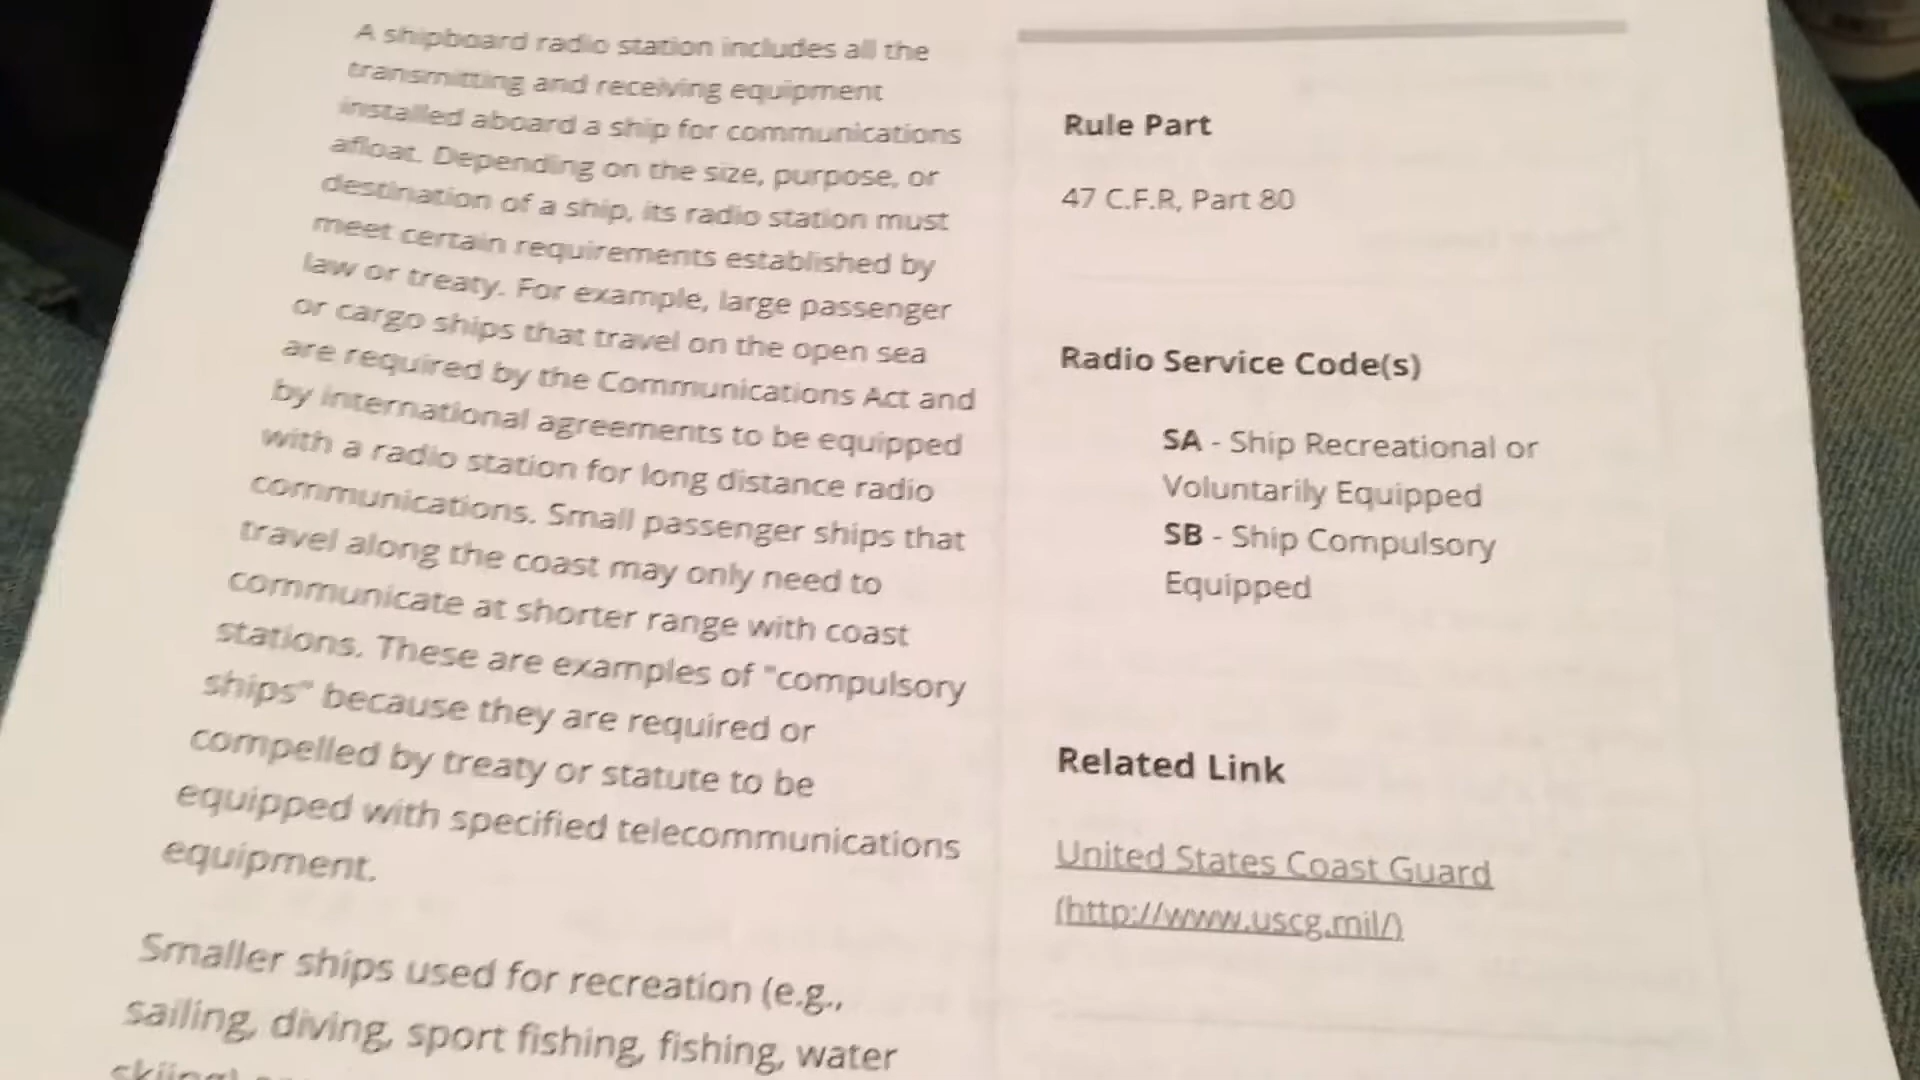 A shipboard radio station includes all the
transmitting and receiving equipment
installed aboard a ship for communications
afloat. Depending on the size, purpose, or
destination of a ship, its radio station must
meet certain requirements established by
law or treaty. For example, large passenger
or cargo ships that travel on the open sea
are required by the Communications Act and
by international agreements to be equipped
with a radio station for long distance radio
communications. Small passenger ships that
travel along the coast may only need to
communicate at shorter range with coast
stations. These are examples of "compulsory
ships" because they are required or
compelled by treaty or statute to be
equipped with specified telecommunications
equipment.
Smaller ships used for recreation (e.g.,
sailing, diving, sport fishing, fishing, water
skiing)
Rule Part
47 C.F.R, Part 80
Radio Service Code(s)
SA - Ship Recreational or
Voluntarily Equipped
SB - Ship Compulsory
Equipped
Related Link
United States Coast Guard
(http://www.uscg.mil/)